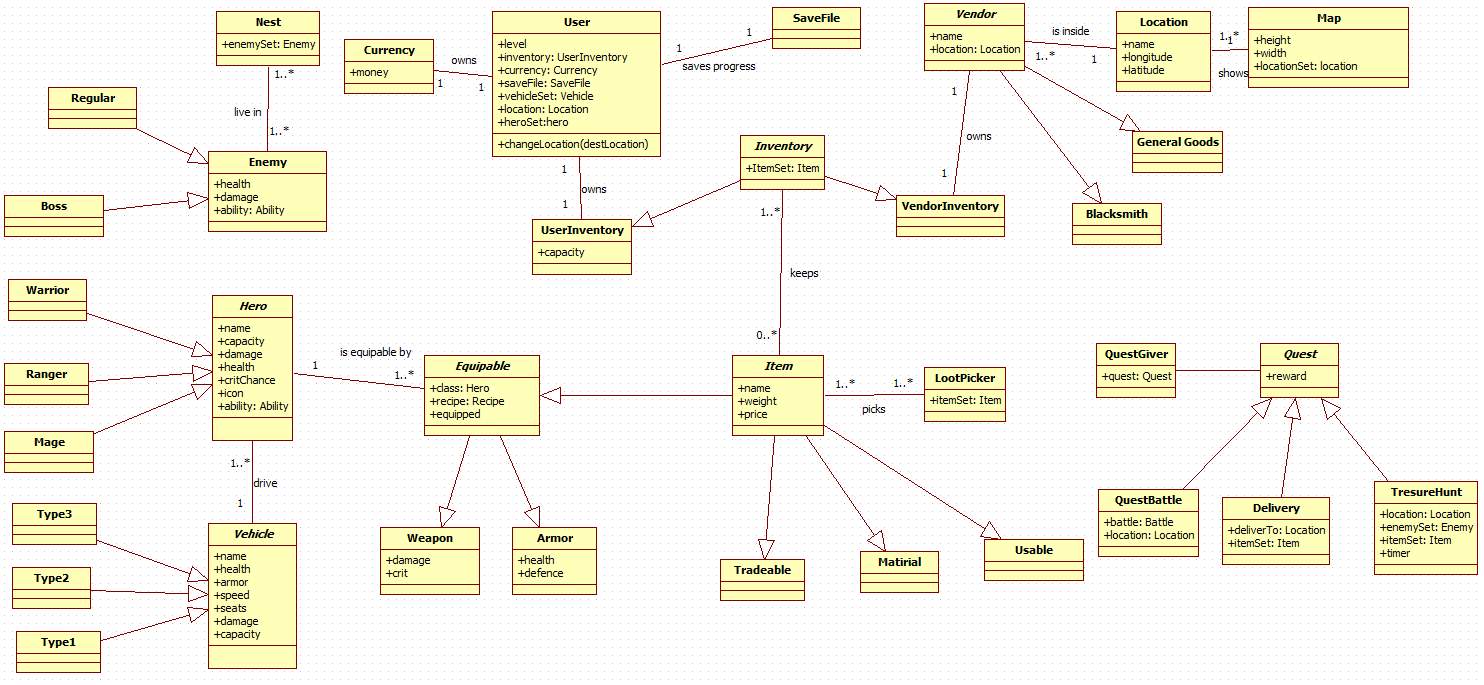 Nest
+enemySet: Enemy
1..*
live in
1..*
Regular
Boss
Enemy
+health
+damage
+ability: Ability
Currency
+money
owns
1
1
User
+level
+inventory: UserInventory
+currency: Currency
+saveFile: SaveFile
+vehicleSet: Vehicle
+location: Location
+heroSet:hero
+changeLocation(destLocation)
1
1
saves progress
SaveFile
1
owns
1
UserInventory
+capacity
Inventory
+ItemSet: Item
1..*
keeps
0..*
Vendor
+name
+location: Location
is inside
1..*
1
Location
+name
+longitude
+latitude
1..*
1
shows
Map
+height
+width
+locationSet: location
1
owns
1
VendorInventory
General Goods
Blacksmith
Warrior
Ranger
Mage
Hero
+name
+capacity
+damage
+health
+critChance
+icon
+ability: Ability
is equipable by
1
1..*
1..*
drive
1
Type3
Type2
Type1
Vehicle
+name
+health
+armor
+speed
+seats
+damage
+capacity
Equipable
+class: Hero
+recipe: Recipe
+equipped
Weapon
+damage
+crit
Armor
+health
+defence
Item
+name
+weight
+price
1..*
1..*
picks
LootPicker
+itemSet: Item
Tradeable
Matirial
Usable
QuestGiver
+quest: Quest
Quest
+reward
QuestBattle
+battle: Battle
+location: Location
Delivery
+deliverTo: Location
+itemSet: Item
TresureHunt
+location: Location
+enemySet: Enemy
+itemSet: Item
+timer